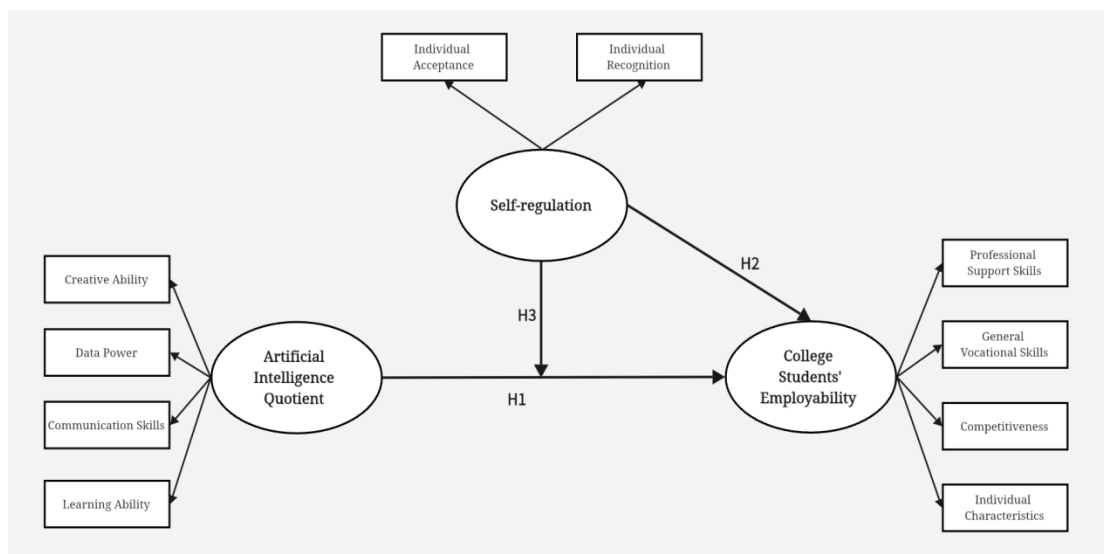 Individual
Acceptance
Individual
Recognition
Self-regulation
H2
H3
H1
Creative Ability
Data Power
Communication Skills
Learning Ability
Artificial
Intelligence
Quotient
College
Students'
Employability
Professional
Support Skills
General
Vocational Skills
Competitiveness
Individual
Characteristics